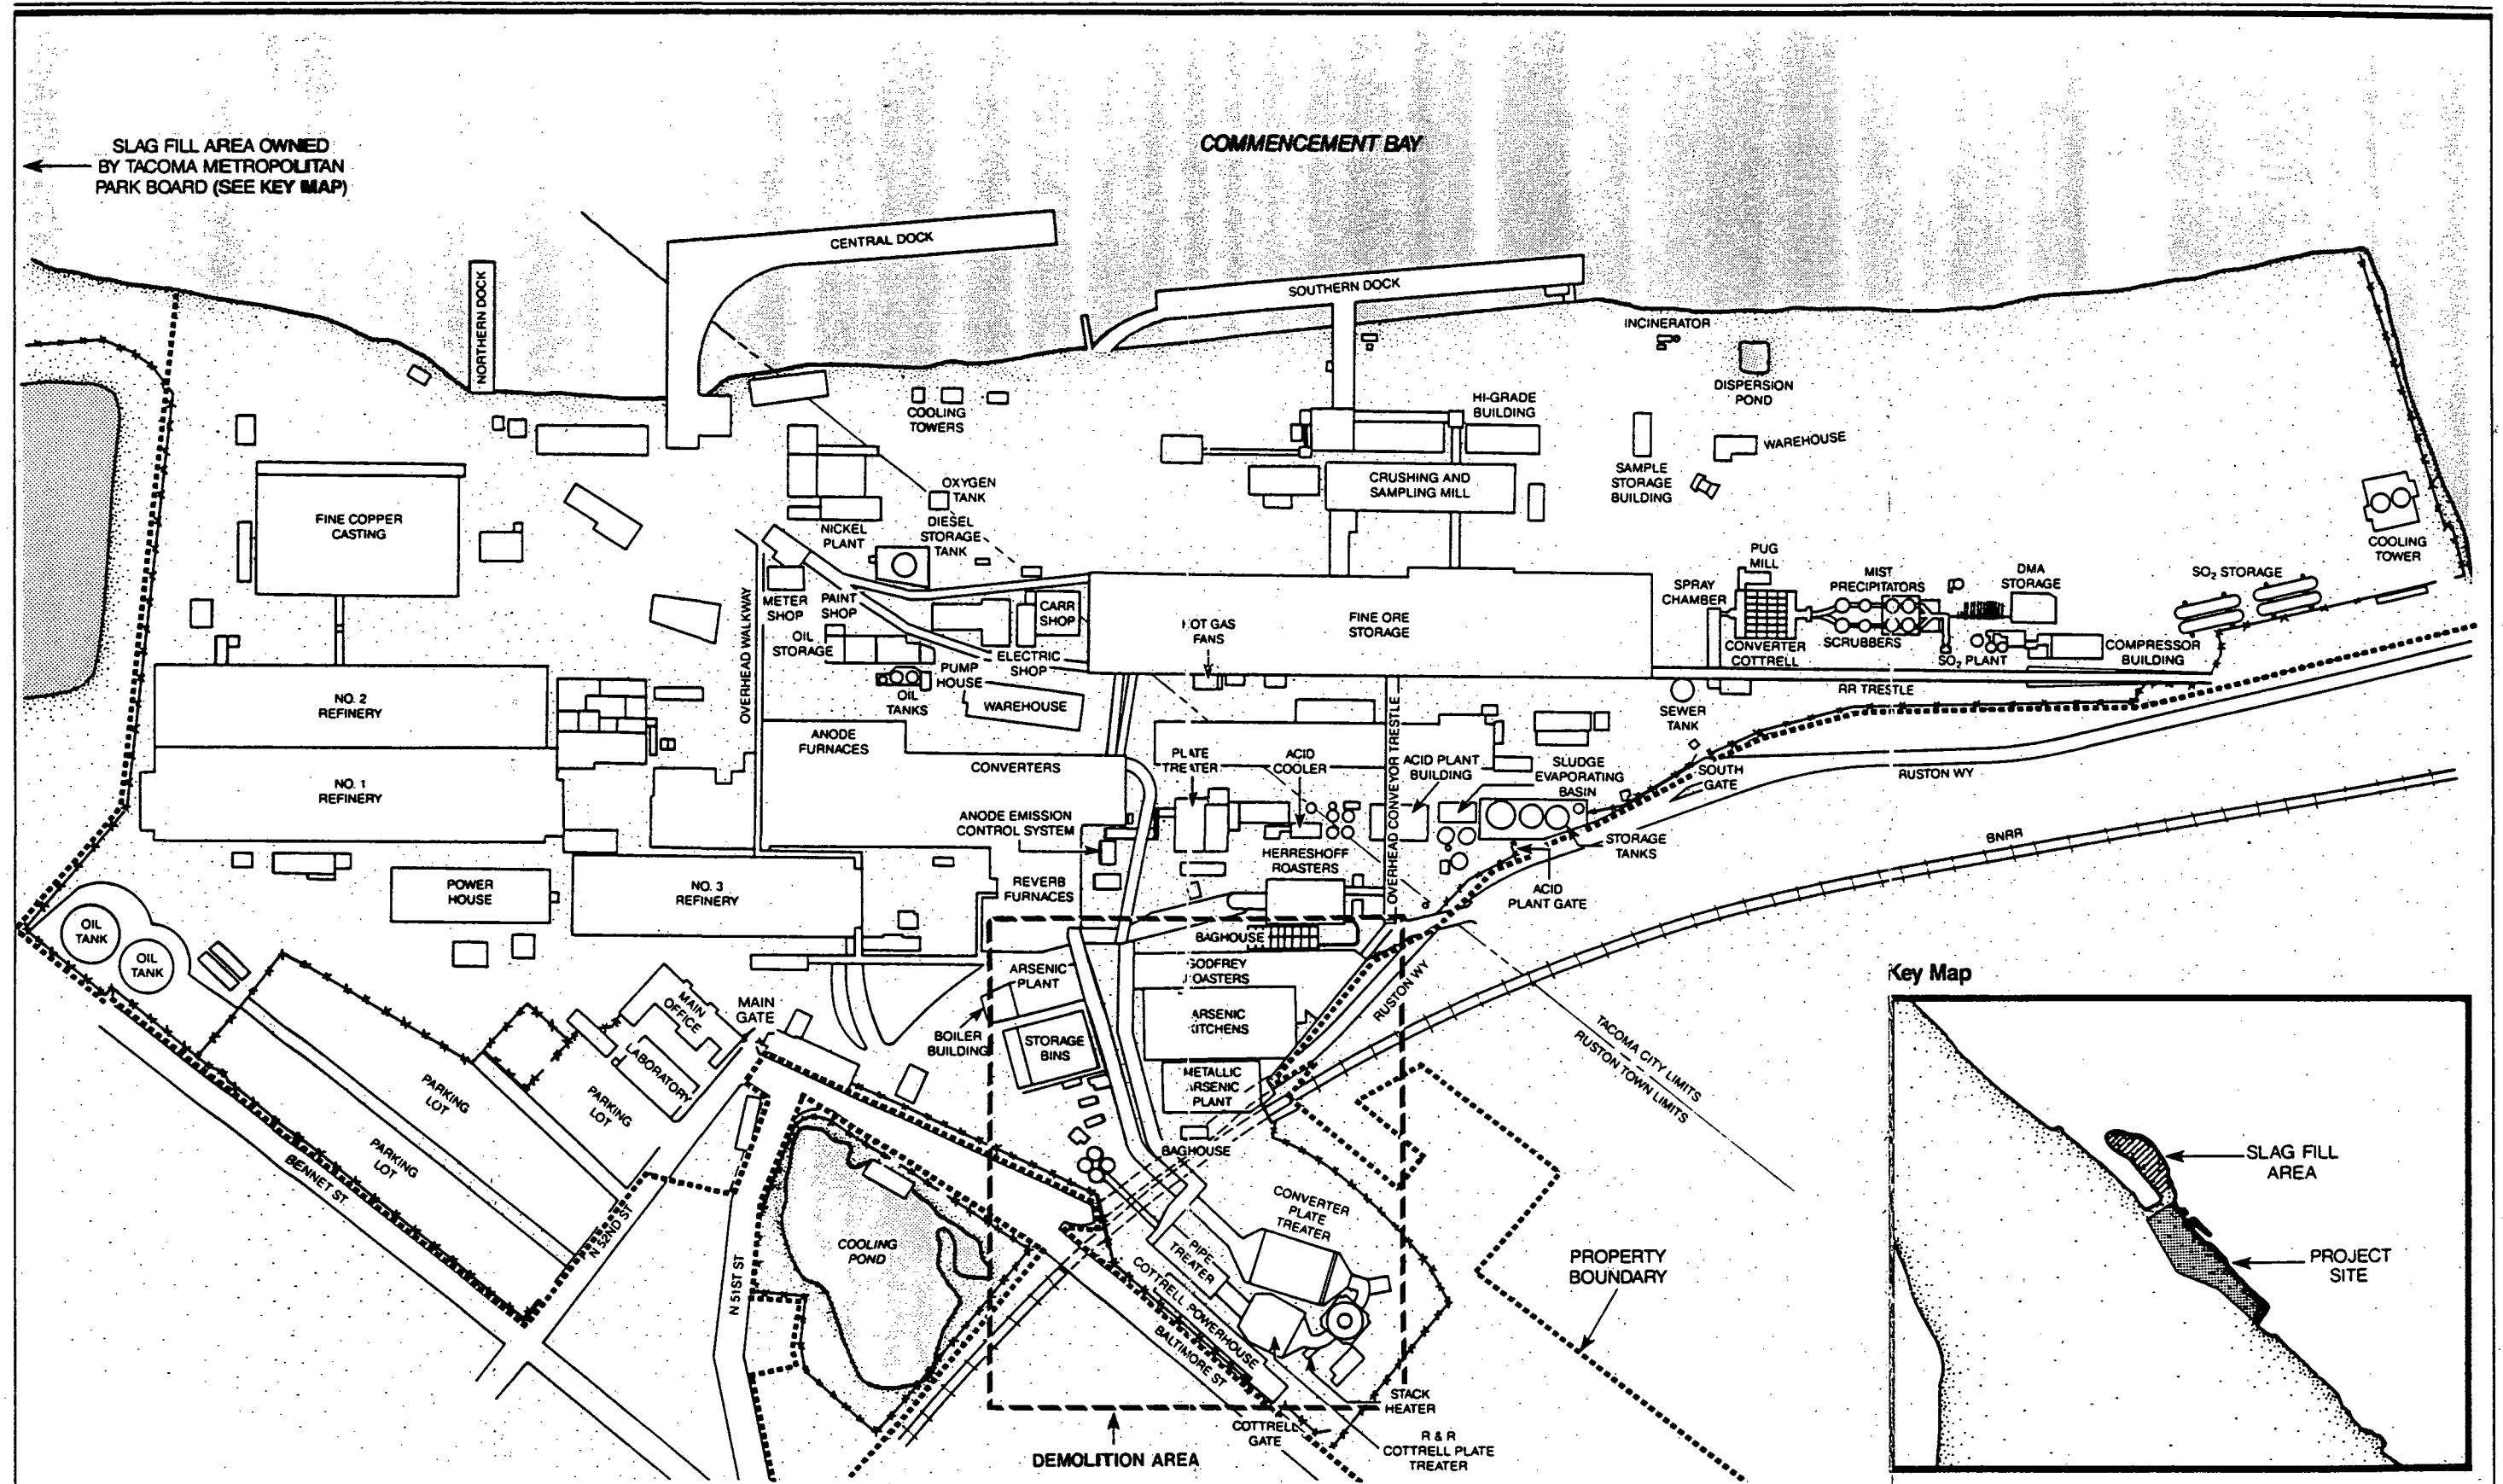 SLAG FILL AREA OWNED
BY TACOMA METROPOLITAN
PARK BOARD (SEE KEY MAP)
COMMENCEMENT BAY
CENTRAL DOCK
NORTHERN DOCK
SOUTHERN DOCK
INCINERATOR
DISPERSION
POND
COOLING
TOWERS
HI-GRADE
BUILDING
WAREHOUSE
SAMPLE
STORAGE
BUILDING
CRUSHING AND
SAMPLING MILL
OXYGEN
TANK
DIESEL
STORAGE
TANK
NICKEL
PLANT
FINE COPPER
CASTING
COOLING
TOWER
PUG
MILL
MIST
PRECIPITATORS
DMA
STORAGE
SO₂ STORAGE
SPRAY
CHAMBER
METER
SHOP
PAINT
SHOP
CARR
SHOP
FINE ORE
STORAGE
HOT GAS
FANS
OIL
STORAGE
ELECTRIC
SHOP
PUMP
HOUSE
OIL
TANKS
WAREHOUSE
OVERHEAD WALKWAY
CONVERTER
COTTRELL
SCRUBBERS
SO₂ PLANT
COMPRESSOR
BUILDING
RR TRESTLE
SEWER
TANK
NO. 2
REFINERY
NO. 1
REFINERY
ANODE
FURNACES
CONVERTERS
PLATE
TREATER
ACID
COOLER
OVERHEAD CONVEYOR TRESTLE
ACID PLANT
BUILDING
SLUDGE
EVAPORATING
BASIN
SOUTH
GATE
RUSTON WY
ANODE EMISSION
CONTROL SYSTEM
HERRESHOFF
ROASTERS
STORAGE
TANKS
BNRR
POWER
HOUSE
NO. 3
REFINERY
REVERB
FURNACES
ACID
PLANT GATE
OIL
TANK
OIL
TANK
BAGHOUSE
ARSENIC
PLANT
GODFREY
ROASTERS
RUSTON WY
MAIN
OFFICE
MAIN
GATE
BOILER
BUILDING
STORAGE
BINS
ARSENIC
KITCHENS
LABORATORY
METALLIC
ARSENIC
PLANT
TACOMA CITY LIMITS
RUSTON TOWN LIMITS
PARKING
LOT
PARKING
LOT
PARKING
LOT
BENNET ST
N 52ND ST
N 51ST ST
BAGHOUSE
COOLING
POND
CONVERTER
PLATE
TREATER
PIPE
TREATER
COTTRELL POWERHOUSE
BALTIMORE ST
PROPERTY
BOUNDARY
STACK
HEATER
COTTRELL
GATE
R & R
COTTRELL PLATE
TREATER
DEMOLITION AREA
Key Map
SLAG FILL
AREA
PROJECT
SITE